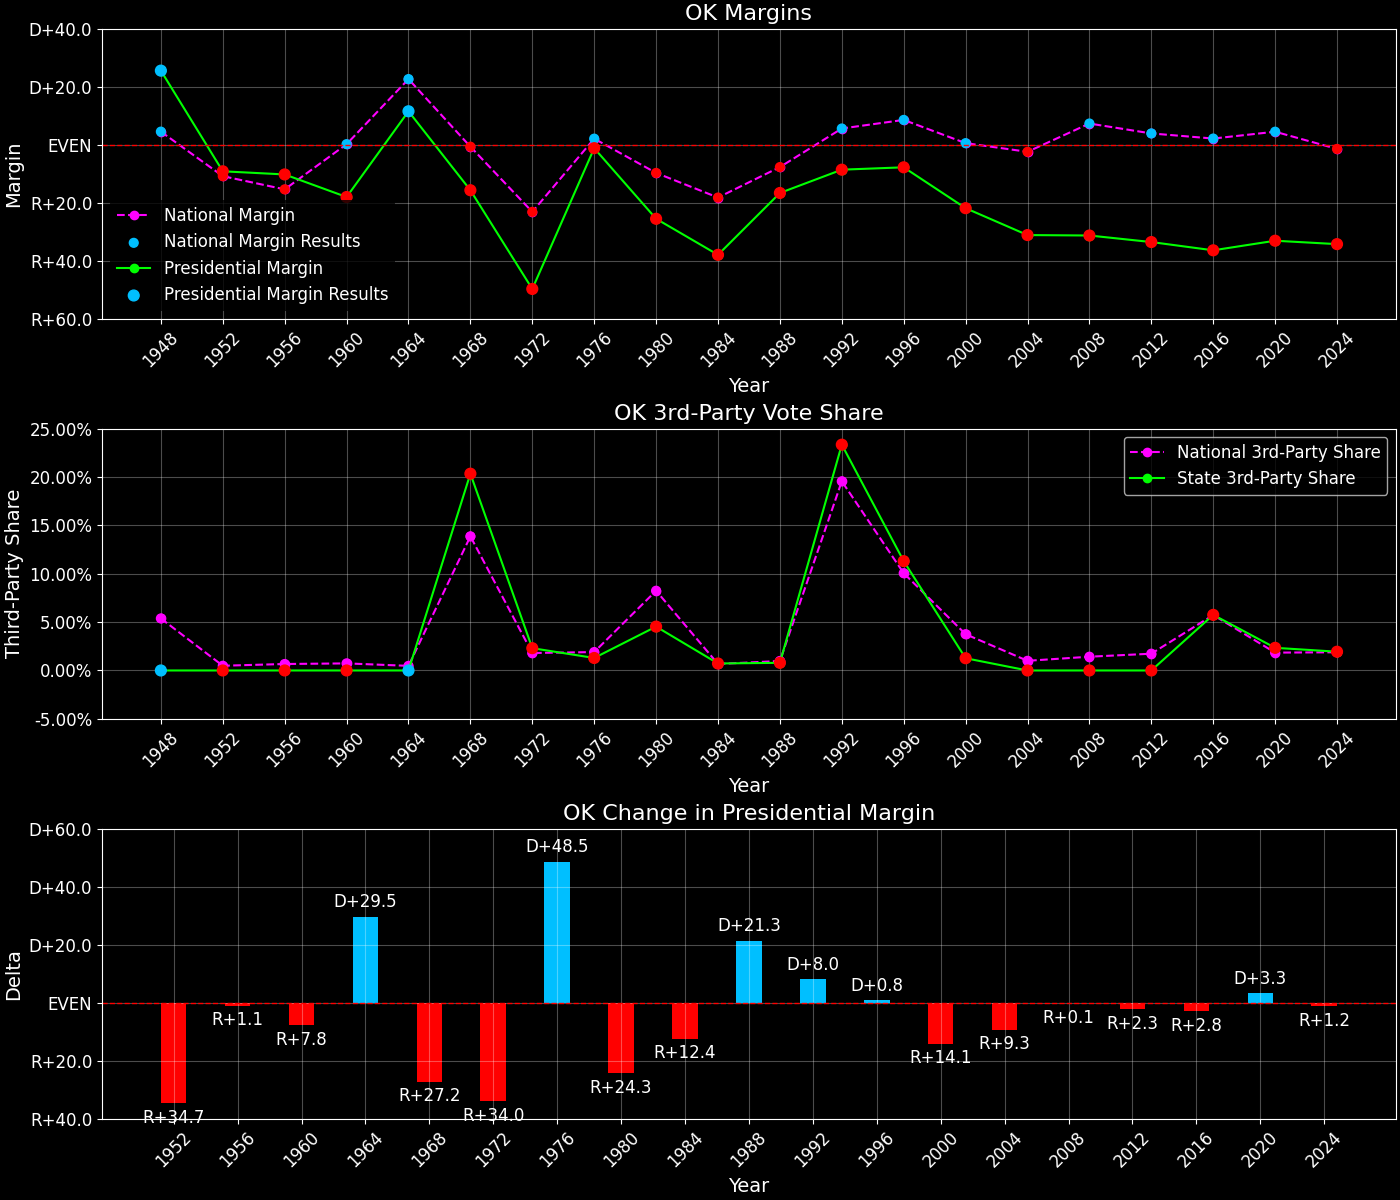 OK Margins
D+40.0
D+20.0
EVEN
R+20.0
R+40.0
R+60.0
Margin
National Margin
National Margin Results
Presidential Margin
Presidential Margin Results
1948 1952 1956 1960 1964 1968 1972 1976 1980 1984 1988 1992 1996 2000 2004 2008 2012 2016 2020 2024
Year
OK 3rd-Party Vote Share
25.00%
20.00%
15.00%
10.00%
5.00%
0.00%
-5.00%
Third-Party Share
National 3rd-Party Share
State 3rd-Party Share
1948 1952 1956 1960 1964 1968 1972 1976 1980 1984 1988 1992 1996 2000 2004 2008 2012 2016 2020 2024
Year
OK Change in Presidential Margin
D+60.0
D+40.0
D+20.0
EVEN
R+20.0
R+40.0
Delta
R+34.7
R+1.1
R+7.8
D+29.5
R+27.2
R+34.0
D+48.5
R+24.3
R+12.4
D+21.3
D+8.0
D+0.8
R+14.1
R+9.3
R+0.1
R+2.3
R+2.8
D+3.3
R+1.2
1952 1956 1960 1964 1968 1972 1976 1980 1984 1988 1992 1996 2000 2004 2008 2012 2016 2020 2024
Year